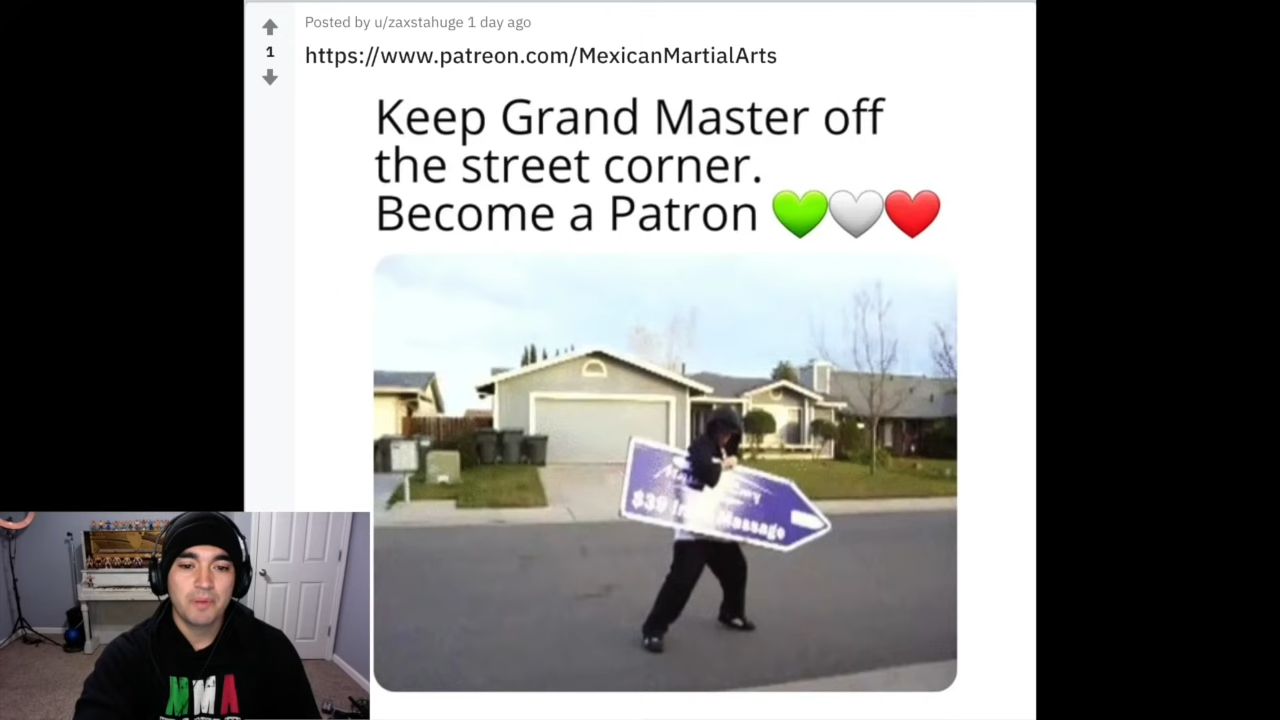 Posted by u/zaxstahuge 1 day ago
1
https://www.patreon.com/MexicanMartialArts
Keep Grand Master off
the street corner.
Become a Patron 💚🤍❤️
$39
Massage
MMA